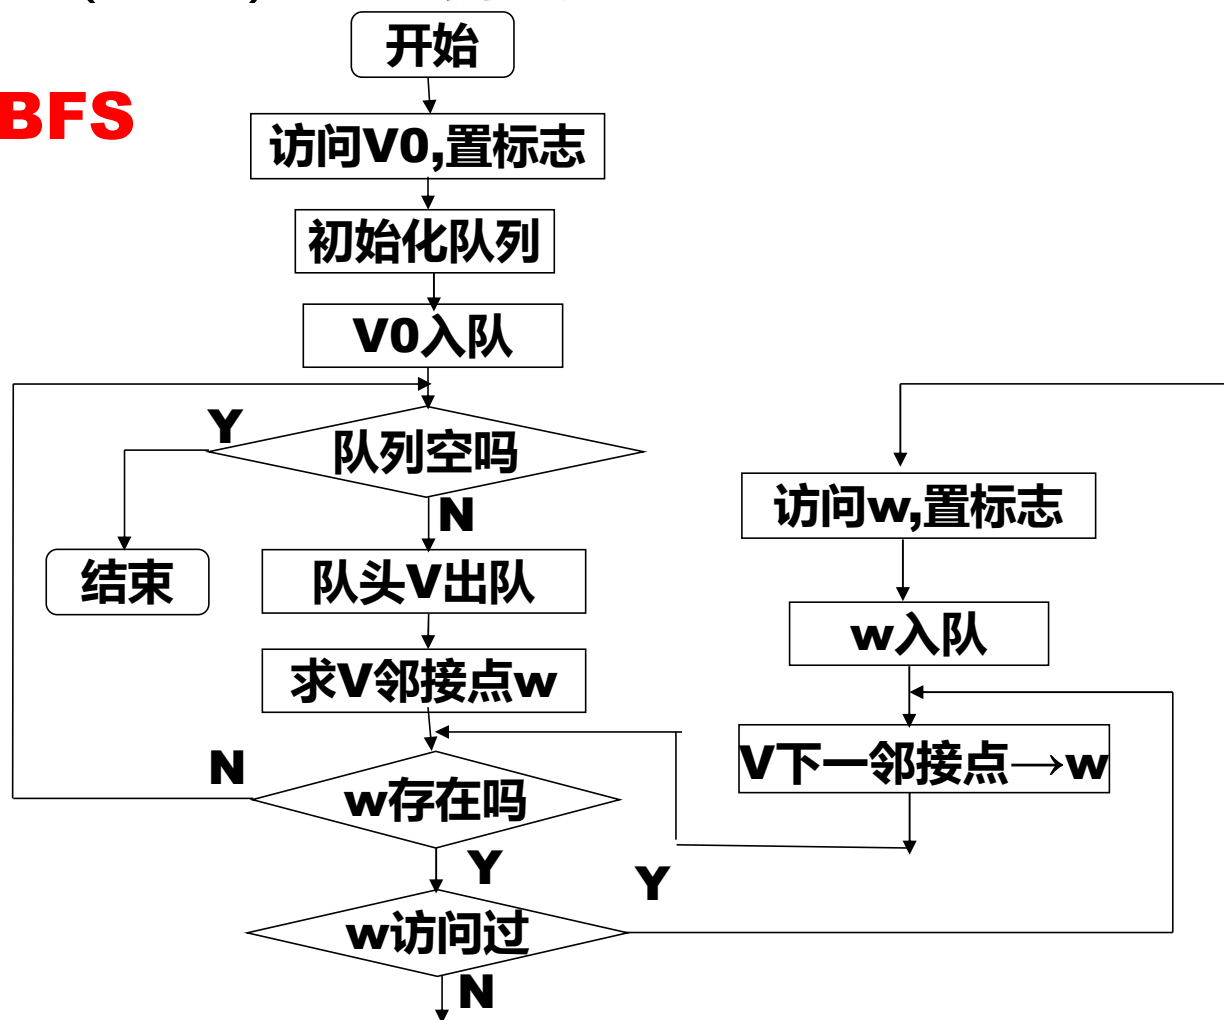 BFS
开始
访问V0,置标志
初始化队列
V0入队
Y
队列空吗
N
结束
队头V出队
求V邻接点w
N
w存在吗
Y
Y
w访问过
N
访问w,置标志
w入队
V下一邻接点→w